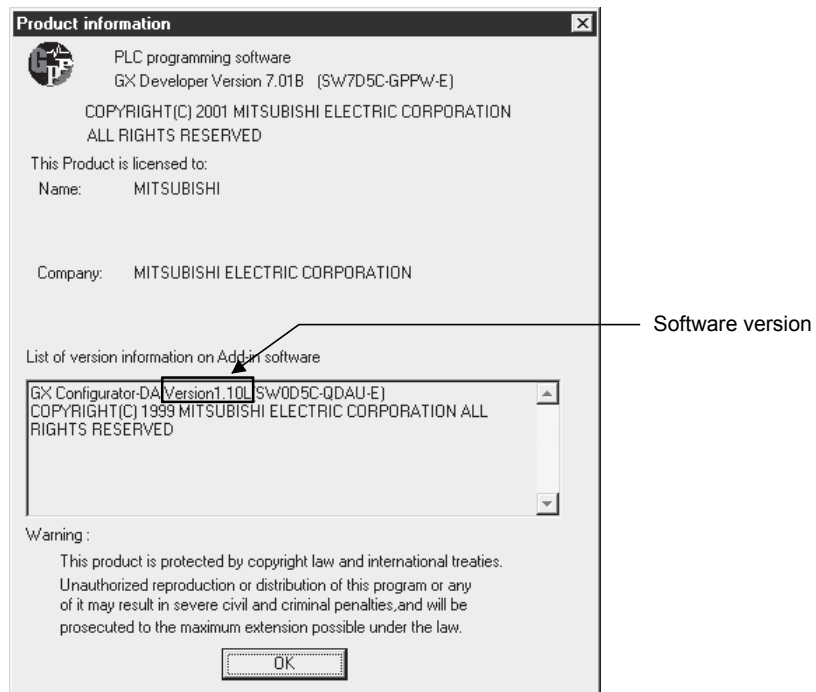 Product information
GPP
PLC programming software
GX Developer Version 7.01B (SW7D5C-GPPW-E)
COPYRIGHT(C) 2001 MITSUBISHI ELECTRIC CORPORATION
ALL RIGHTS RESERVED
This Product is licensed to:
Name: MITSUBISHI
Company: MITSUBISHI ELECTRIC CORPORATION
Software version
List of version information on Add-in software
GX Configurator-DA Version1.10L SW0D5C-QDAU-E)
COPYRIGHT(C) 1999 MITSUBISHI ELECTRIC CORPORATION ALL
RIGHTS RESERVED
Warning :
This product is protected by copyright law and international treaties.
Unauthorized reproduction or distribution of this program or any
of it may result in severe civil and criminal penalties,and will be
prosecuted to the maximum extension possible under the law.
OK